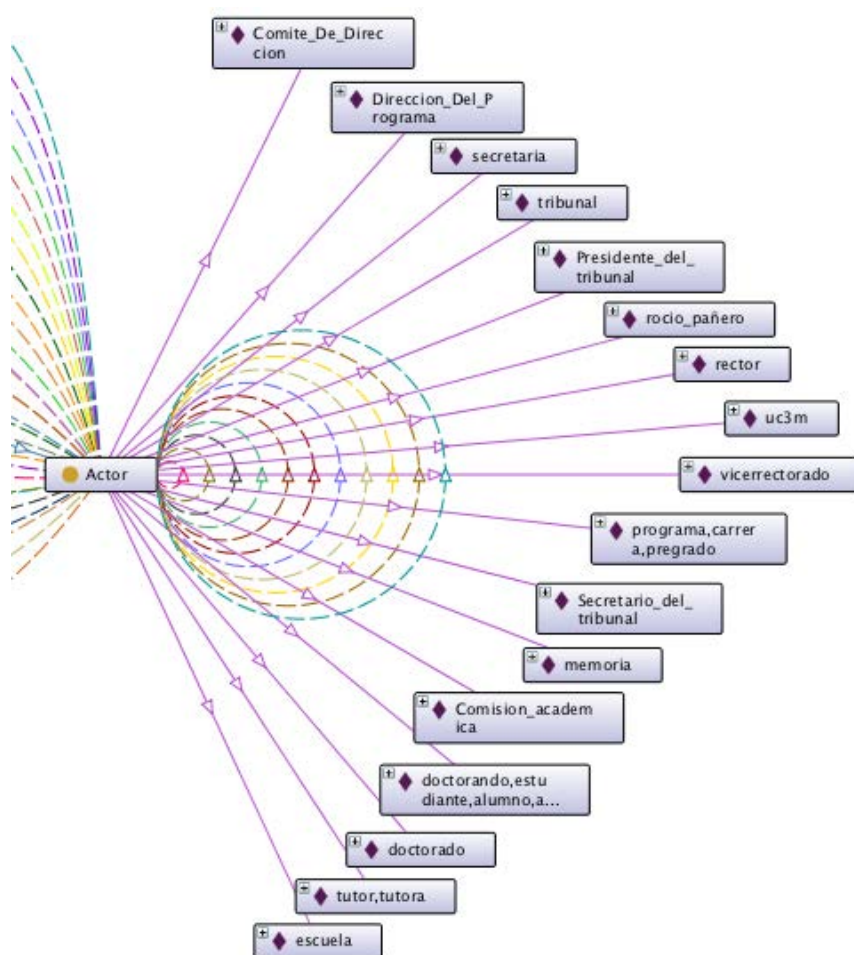 Comite_De_Direc
cion
Direccion_Del_P
rograma
secretaria
tribunal
Presidente_del_
tribunal
rocio_pañero
rector
uc3m
Actor
vicerrectorado
programa,carrer
a,pregrado
Secretario_del_
tribunal
memoria
Comision_academ
ica
doctorando,estu
diante,alumno,a...
doctorado
tutor,tutora
escuela